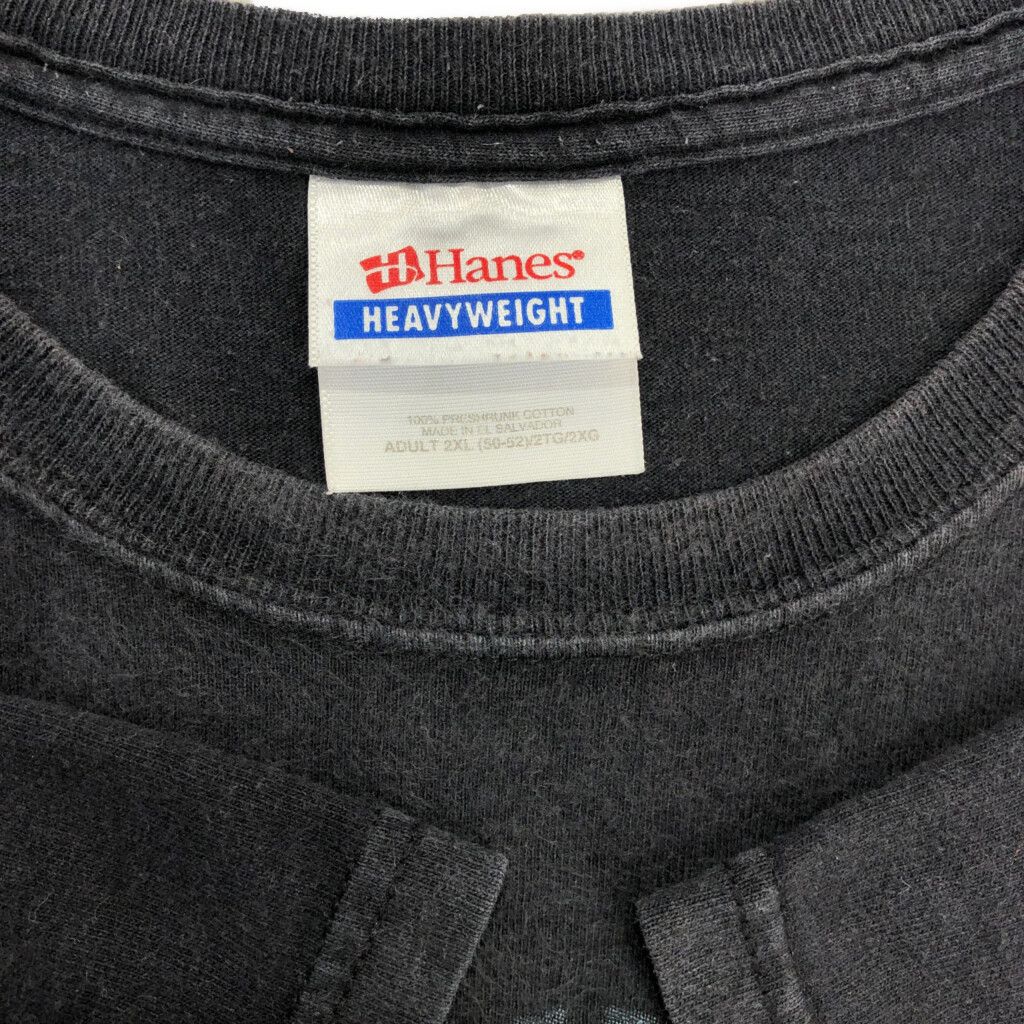 Hanes®
HEAVYWEIGHT
100% PRESHRUNK COTTON
MADE IN EL SALVADOR
ADULT 2XL (50-52)/2TG/2XG